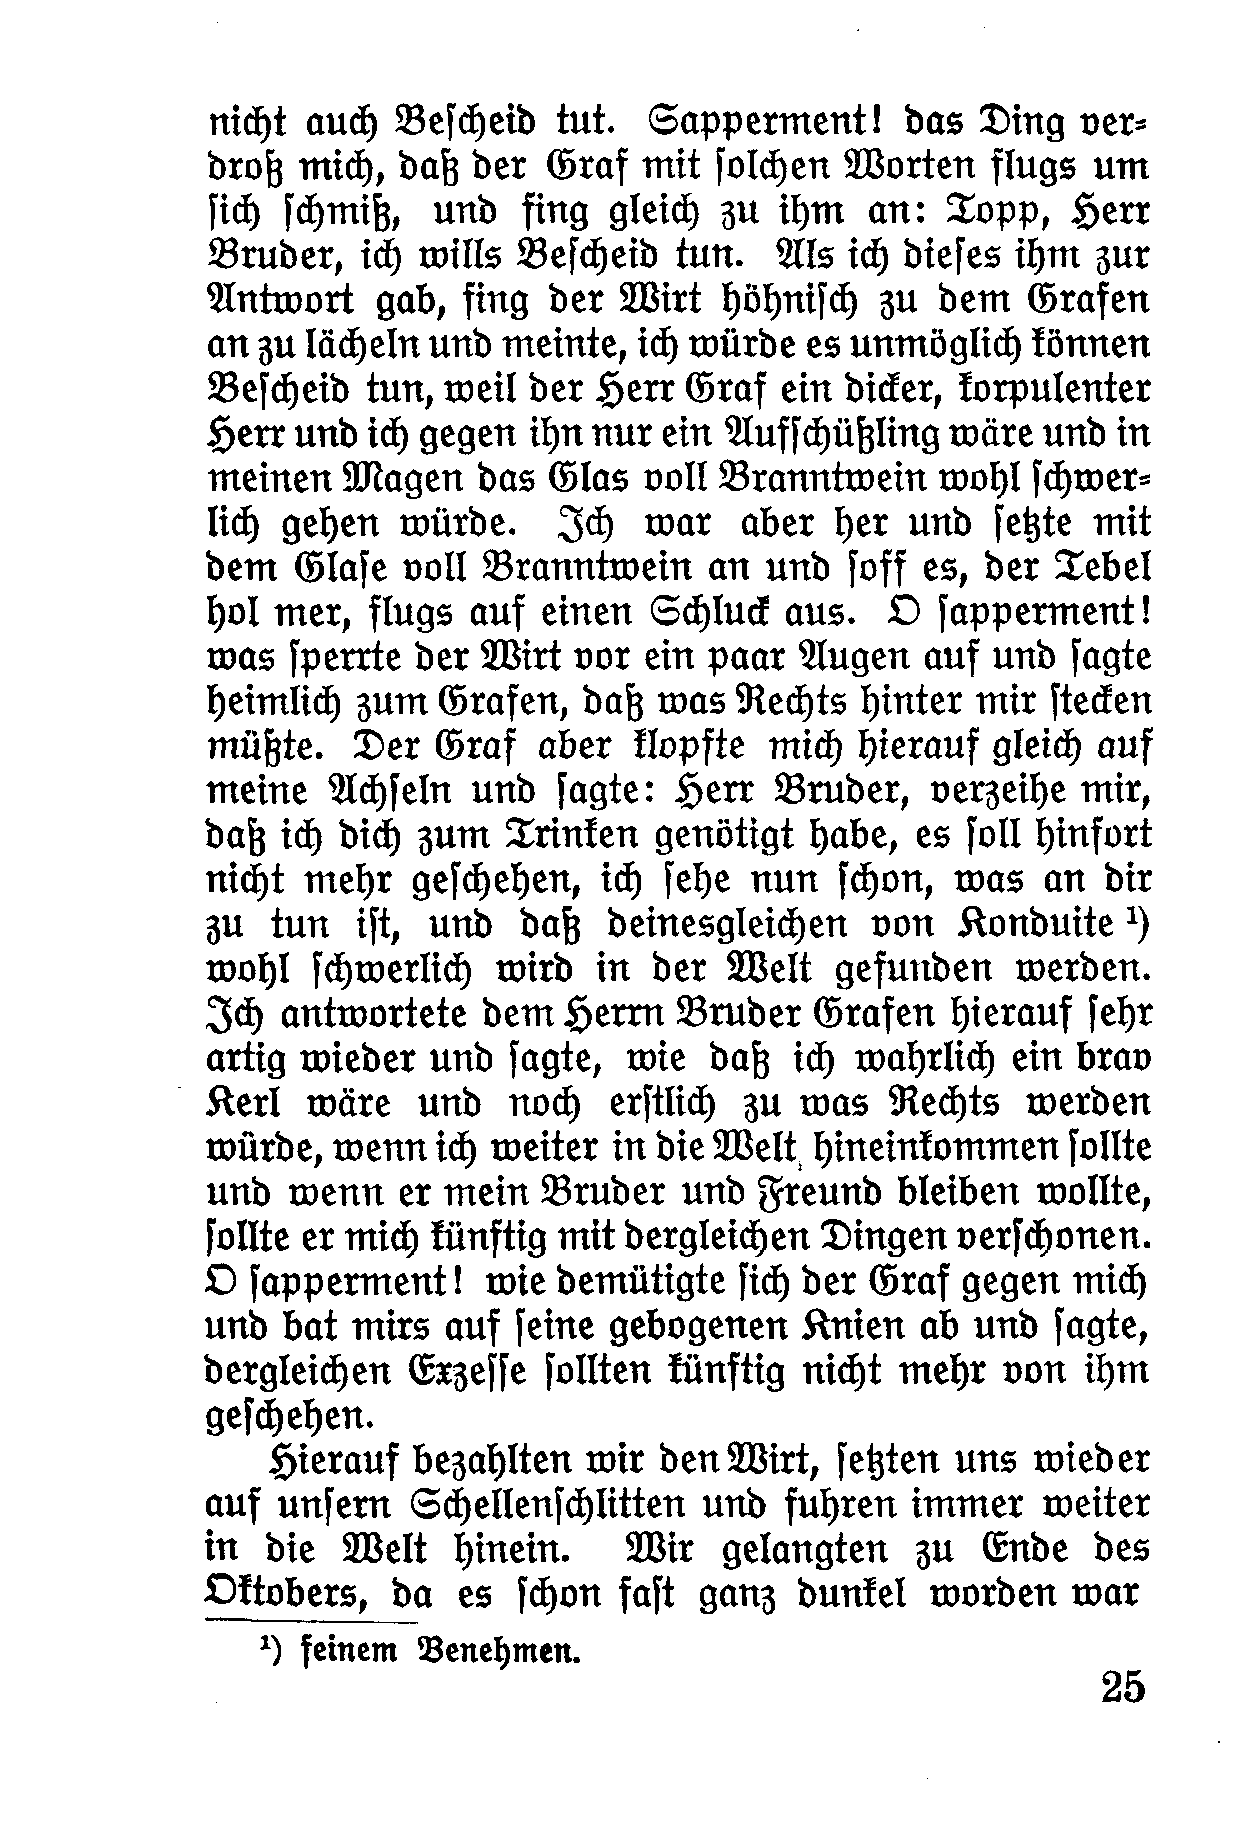 nicht auch Bescheid tut. Sapperment! das Ding ver-
droß mich, daß der Graf mit solchen Worten flugs um
sich schmiß, und fing gleich zu ihm an: Topp, Herr
Bruder, ich wills Bescheid tun. Als ich dieses ihm zur
Antwort gab, fing der Wirt höhnisch zu dem Grafen
an zu lächeln und meinte, ich würde es unmöglich können
Bescheid tun, weil der Herr Graf ein dicker, korpulenter
Herr und ich gegen ihn nur ein Aufschüßling wäre und in
meinen Magen das Glas voll Branntwein wohl schwer-
lich gehen würde. Ich war aber her und setzte mit
dem Glase voll Branntwein an und soff es, der Tebel
hol mer, flugs auf einen Schluck aus. O sapperment!
was sperrte der Wirt vor ein paar Augen auf und sagte
heimlich zum Grafen, daß was Rechts hinter mir stecken
müßte. Der Graf aber klopfte mich hierauf gleich auf
meine Achseln und sagte: Herr Bruder, verzeihe mir,
daß ich dich zum Trinken genötigt habe, es soll hinfort
nicht mehr geschehen, ich sehe nun schon, was an dir
zu tun ist, und daß deinesgleichen von Konduite ¹)
wohl schwerlich wird in der Welt gefunden werden.
Ich antwortete dem Herrn Bruder Grafen hierauf sehr
artig wieder und sagte, wie daß ich wahrlich ein brav
Kerl wäre und noch erstlich zu was Rechts werden
würde, wenn ich weiter in die Welt hineinkommen sollte
und wenn er mein Bruder und Freund bleiben wollte,
sollte er mich künftig mit dergleichen Dingen verschonen.
O sapperment! wie demütigte sich der Graf gegen mich
und bat mirs auf seine gebogenen Knien ab und sagte,
dergleichen Exzesse sollten künftig nicht mehr von ihm
geschehen.
Hierauf bezahlten wir den Wirt, setzten uns wieder
auf unsern Schellenschlitten und fuhren immer weiter
in die Welt hinein. Wir gelangten zu Ende des
Oktobers, da es schon fast ganz dunkel worden war
¹) feinem Benehmen.
25